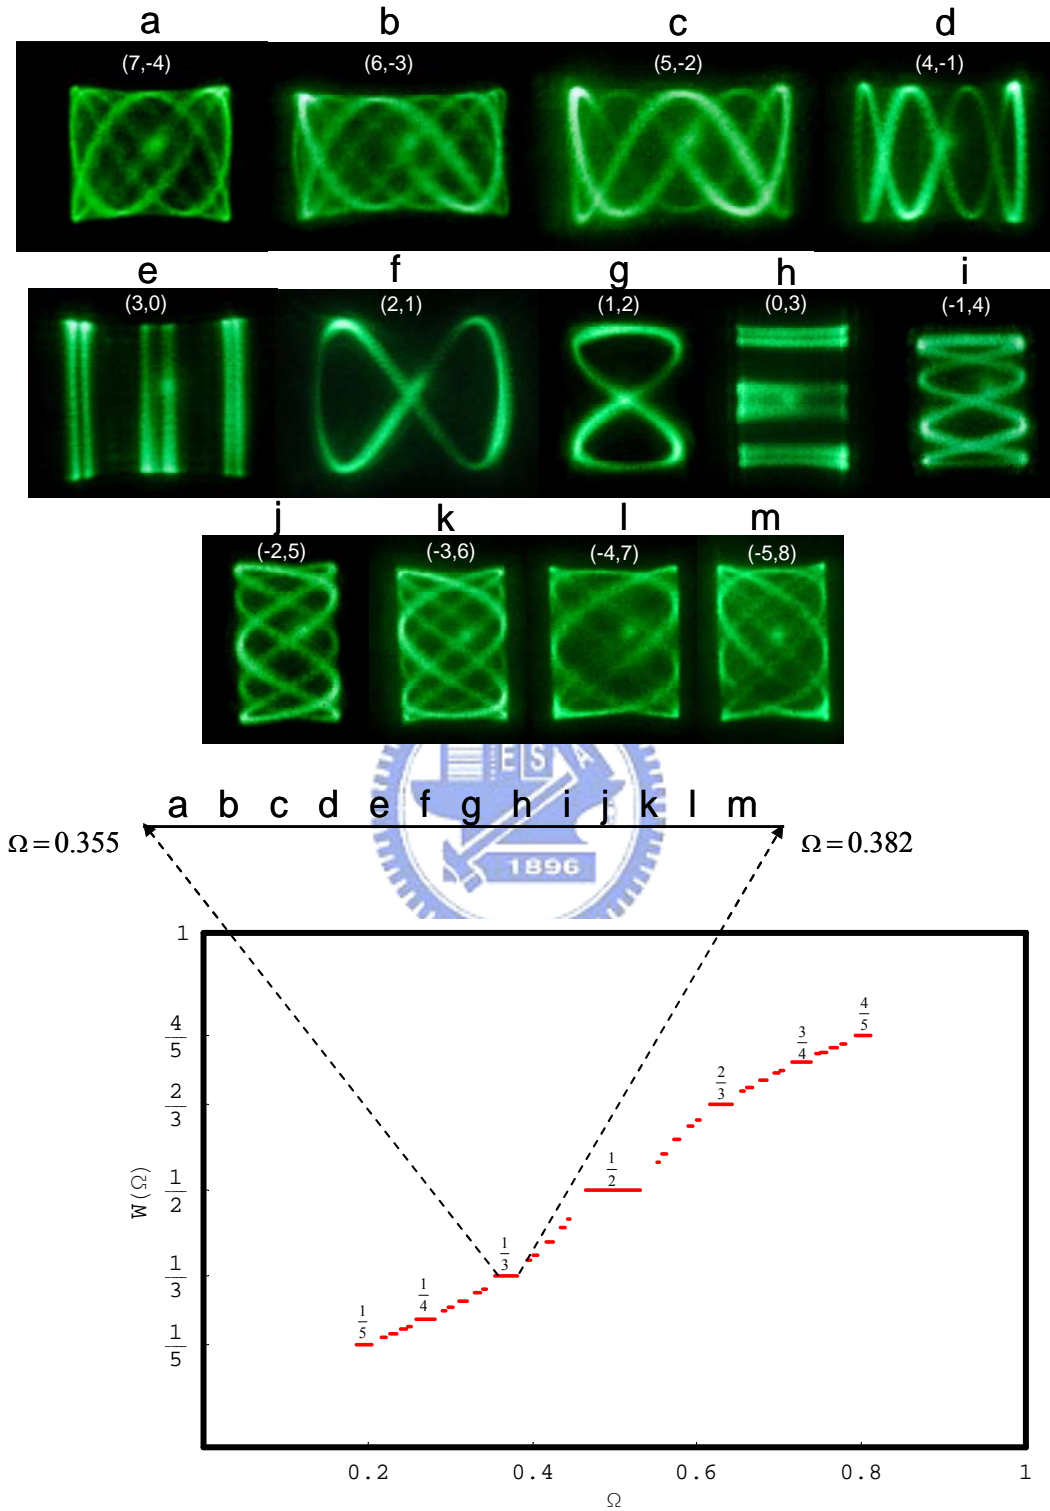 a b c d
(7,-4) (6,-3) (5,-2) (4,-1)
e f g h i
(3,0) (2,1) (1,2) (0,3) (-1,4)
j k l m
(-2,5) (-3,6) (-4,7) (-5,8)
E S A
a b c d e f g h i j k l m
Ω=0.355 Ω=0.382
1896
1
4/5
2/3
1/2
1/3
1/5
W(Ω)
1/5 1/4 1/3 1/2 2/3 3/4 4/5
0.2 0.4 0.6 0.8 1
Ω